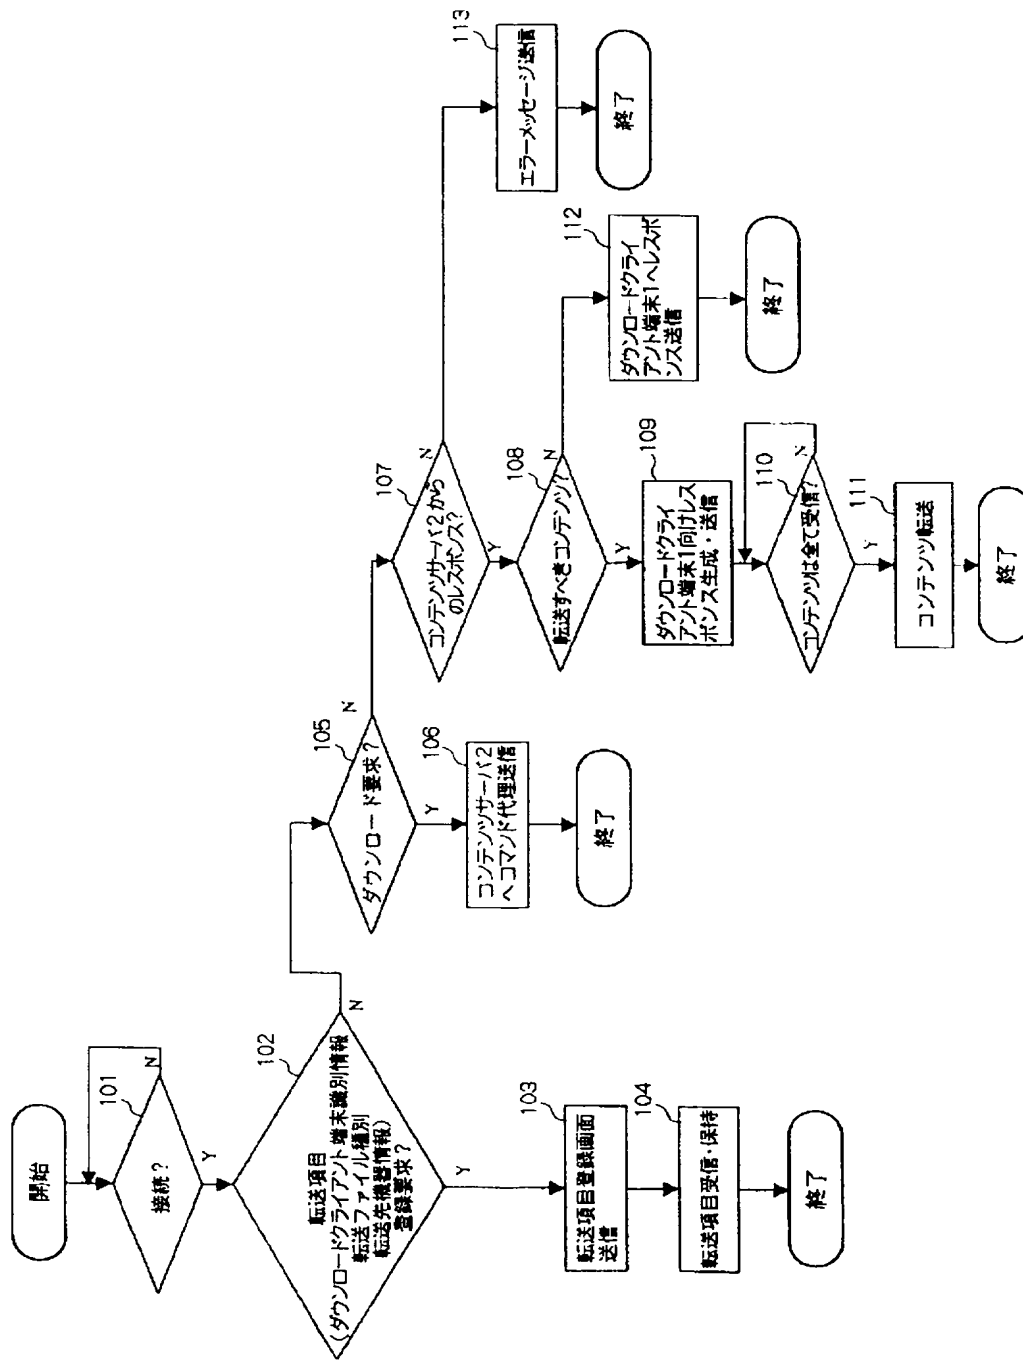 開始
101
接続?
N
Y
102
転送項目
(ダウンロードクライアント端末識別情報
転送ファイル種別
転送先機器情報)
登録要求?
N
Y
103
転送項目登録画面
送信
104
転送項目受信・保持
終了
105
ダウンロード要求?
N
Y
106
コンテンツサーバ2
へコマンド代理送信
終了
107
コンテンツサーバ2から
のレスポンス?
N
Y
108
転送すべきコンテンツ?
N
Y
109
ダウンロードクライ
アント端末1向けレス
ポンス生成・送信
110
コンテンツは全て受信?
N
Y
111
コンテンツ転送
終了
112
ダウンロードクライ
アント端末1へレスポ
ンス送信
終了
113
エラーメッセージ送信
終了